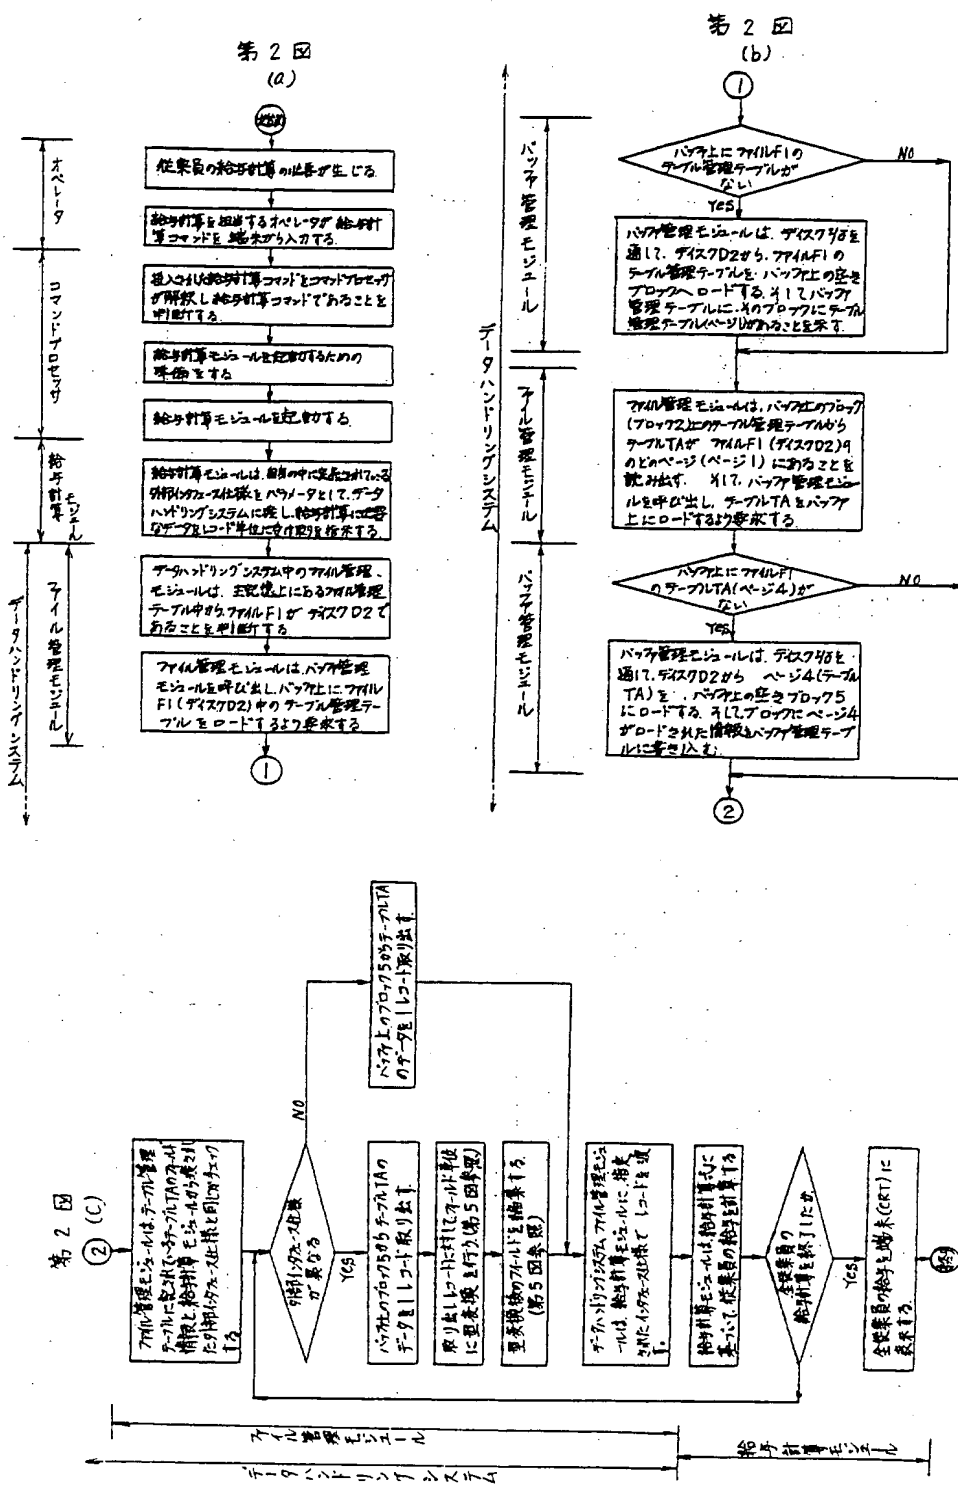 第2図
(a)
開始
従業員の給与計算の必要が生じる.
給与計算を担当するオペレータが給与計
算コマンドを端末から入力する.
投入された給与計算コマンドをコマンドプロセッサ
が解釈し給与計算コマンドであることを
判断する.
給与計算モジュールを起動するための
準備をする
給与計算モジュールを起動する
給与計算モジュールは、自身の中に定義されている
外部インタフェース仕様をパラメータとして、データ
ハンドリングシステムに渡し、給与計算に必要
なデータをレコード単位に受け取りを指示する.
データハンドリングシステム中のファイル管理
モジュールは、主記憶上にあるファイル管理
テーブル中から、ファイルF1が ディスクD2で
あることを判断する
ファイル管理モジュールは、バッファ管理
モジュールを呼び出し、バッファ上にファイル
F1(ディスクD2)中のテーブル管理テー
ブルをロードするよう要求する
1
オペレータ
コマンドプロセッサ
給与計算
モジュール
ファイル管理モジュール
データハンドリングシステム
第2図
(b)
1
バッファ上にファイルF1の
テーブル管理テーブルが
ない
NO
Yes
バッファ管理モジュールは、ディスクI/Oを
通して、ディスクD2から、ファイルF1の
テーブル管理テーブルを、バッファ上の空き
ブロックへロードする.そしてバッファ
管理テーブルに、そのブロックにテーブル
管理テーブル(ページ1)があることを示す.
ファイル管理モジュールは、バッファ上のブロック
(ブロック2)上のテーブル管理テーブルから
テーブルTAが ファイルF1(ディスクD2)中
のどのページ(ページ1)にあることを
読み出す. そして、バッファ管理モジュー
ルを呼び出し、テーブルTAをバッファ
上にロードするよう要求する
バッファ上にファイルF1
のテーブルTA(ページ4)が
ない
NO
Yes
バッファ管理モジュールは、ディスクI/Oを
通して、ディスクD2から ページ4(テーブル
TA)を、バッファ上の空きブロック5
にロードする.そしてブロックにページ4
がロードされた情報をバッファ管理テーブ
ルに書き込む
2
バッファ管理モジュール
ファイル管理モジュール
バッファ管理モジュール
データハンドリングシステム
第2図
(C)
2
ファイル管理モジュールは、テーブル管理
テーブルに記されているテーブルTAのフィールド
情報と、給与計算モジュールから渡され
た外部インタフェース仕様と同じかチェック
する
外部インタフェース仕様
が異なる
NO
Yes
バッファ上のブロック5からテーブルTA
のデータを1レコード取り出す.
バッファ上のブロック5からテーブルTAの
データを1レコード取り出す.
取り出しレコードに対してフィールド単位
に型変換を行う.(第5図参照)
型変換後のフィールドを編集する.
(第5図参照)
データハンドリングシステムファイル管理モジュ
ールは、給与計算モジュールに、指定
されたインタフェース仕様で1レコードを渡
す.
給与計算モジュールは、給与計算式に
基づいて、従業員の給与を計算する
全従業員の
給与計算を終了したか
Yes
全従業員の給与を端末(CRT)に
表示する.
終了
ファイル管理モジュール
給与計算モジュール
データハンドリングシステム